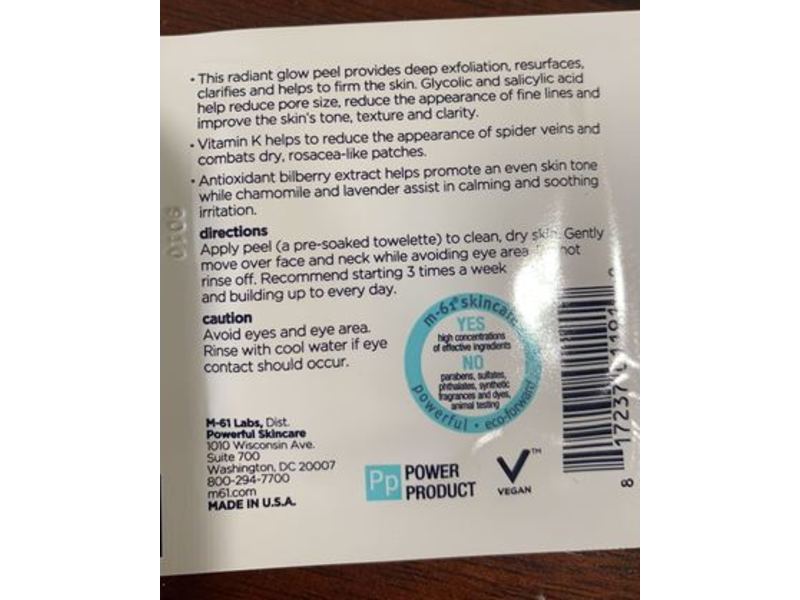 • This radiant glow peel provides deep exfoliation, resurfaces,
clarifies and helps to firm the skin. Glycolic and salicylic acid
help reduce pore size, reduce the appearance of fine lines and
improve the skin's tone, texture and clarity.
• Vitamin K helps to reduce the appearance of spider veins and
combats dry, rosacea-like patches.
• Antioxidant bilberry extract helps promote an even skin tone
while chamomile and lavender assist in calming and soothing
irritation.
directions
Apply peel (a pre-soaked towelette) to clean, dry skin. Gently
move over face and neck while avoiding eye area not
rinse off. Recommend starting 3 times a week
and building up to every day.
caution
Avoid eyes and eye area.
Rinse with cool water if eye
contact should occur.
m-61® skincare
YES
high concentrations
of effective ingredients
NO
parabens, sulfates,
phthalates, synthetic
fragrances and dyes,
animal testing
powerful • eco-forward
M-61 Labs, Dist.
Powerful Skincare
1010 Wisconsin Ave.
Suite 700
Washington, DC 20007
800-294-7700
m61.com
MADE IN U.S.A.
Pp POWER
PRODUCT
V™
VEGAN